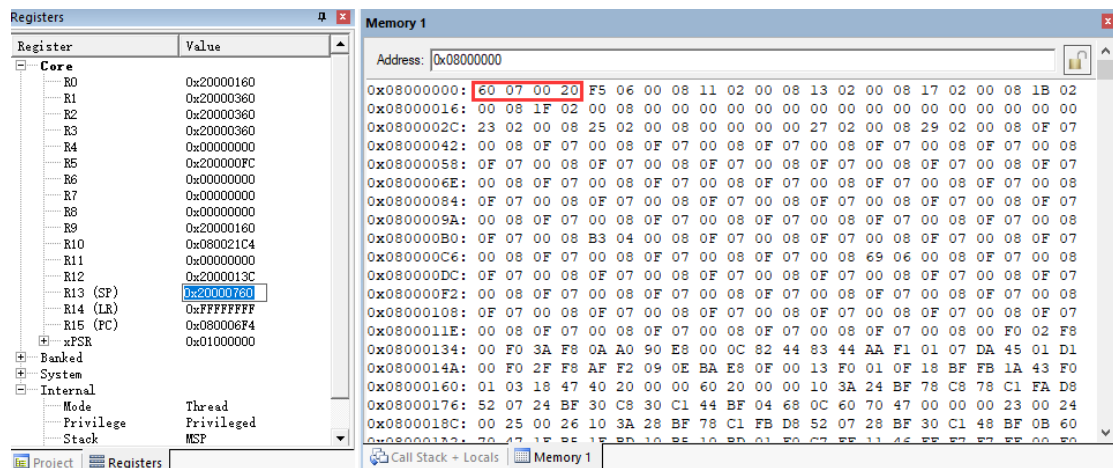 Registers
Register Value
Core
R0 0x20000160
R1 0x20000360
R2 0x20000360
R3 0x20000360
R4 0x00000000
R5 0x200000FC
R6 0x00000000
R7 0x00000000
R8 0x00000000
R9 0x20000160
R10 0x080021C4
R11 0x00000000
R12 0x2000013C
R13 (SP) 0x20000760
R14 (LR) 0xFFFFFFFF
R15 (PC) 0x080006F4
xPSR 0x01000000
Banked
System
Internal
Mode Thread
Privilege Privileged
Stack MSP
Project Registers
Memory 1
Address: 0x08000000
0x08000000: 60 07 00 20 F5 06 00 08 11 02 00 08 13 02 00 08 17 02 00 08 1B 02
0x08000016: 00 08 1F 02 00 08 00 00 00 00 00 00 00 00 00 00 00 00 00 00 00 00
0x0800002C: 23 02 00 08 25 02 00 08 00 00 00 00 27 02 00 08 29 02 00 08 0F 07
0x08000042: 00 08 0F 07 00 08 0F 07 00 08 0F 07 00 08 0F 07 00 08 0F 07 00 08
0x08000058: 0F 07 00 08 0F 07 00 08 0F 07 00 08 0F 07 00 08 0F 07 00 08 0F 07
0x0800006E: 00 08 0F 07 00 08 0F 07 00 08 0F 07 00 08 0F 07 00 08 0F 07 00 08
0x08000084: 0F 07 00 08 0F 07 00 08 0F 07 00 08 0F 07 00 08 0F 07 00 08 0F 07
0x0800009A: 00 08 0F 07 00 08 0F 07 00 08 0F 07 00 08 0F 07 00 08 0F 07 00 08
0x080000B0: 0F 07 00 08 B3 04 00 08 0F 07 00 08 0F 07 00 08 0F 07 00 08 0F 07
0x080000C6: 00 08 0F 07 00 08 0F 07 00 08 0F 07 00 08 69 06 00 08 0F 07 00 08
0x080000DC: 0F 07 00 08 0F 07 00 08 0F 07 00 08 0F 07 00 08 0F 07 00 08 0F 07
0x080000F2: 00 08 0F 07 00 08 0F 07 00 08 0F 07 00 08 0F 07 00 08 0F 07 00 08
0x08000108: 0F 07 00 08 0F 07 00 08 0F 07 00 08 0F 07 00 08 0F 07 00 08 0F 07
0x0800011E: 00 08 0F 07 00 08 0F 07 00 08 0F 07 00 08 0F 07 00 08 00 F0 02 F8
0x08000134: 00 F0 3A F8 0A A0 90 E8 00 0C 82 44 83 44 AA F1 01 07 DA 45 01 D1
0x0800014A: 00 F0 2F F8 AF F2 09 0E BA E8 0F 00 13 F0 01 0F 18 BF FB 1A 43 F0
0x08000160: 01 03 18 47 40 20 00 00 60 20 00 00 10 3A 24 BF 78 C8 78 C1 FA D8
0x08000176: 52 07 24 BF 30 C8 30 C1 44 BF 04 68 0C 60 70 47 00 00 00 23 00 24
0x0800018C: 00 25 00 26 10 3A 28 BF 78 C1 FB D8 52 07 28 BF 30 C1 48 BF 0B 60
Call Stack + Locals Memory 1